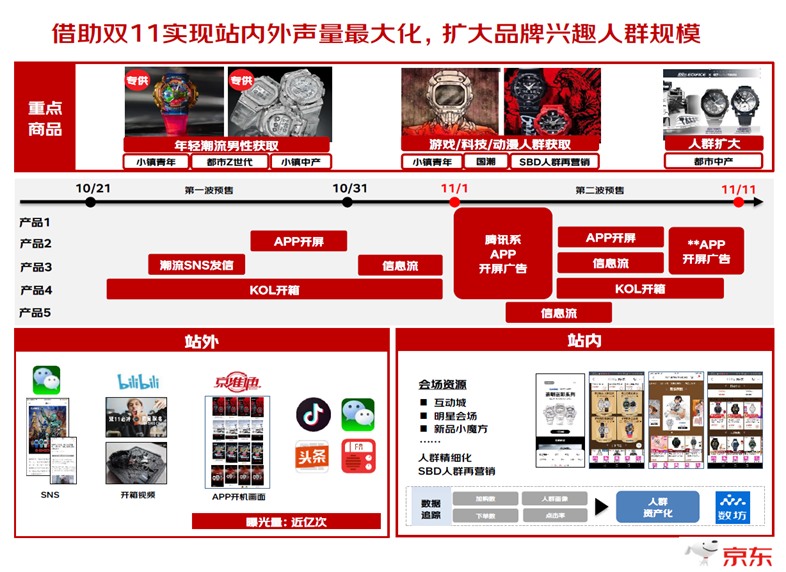 借助双11实现站内外声量最大化，扩大品牌兴趣人群规模
重点
商品
专供
专供
年轻潮流男性获取
小镇青年
都市Z世代
小镇中产
游戏/科技/动漫人群获取
小镇青年
国潮
SBD人群再营销
EDIFICE
人群扩大
都市中产
10/21
第一波预售
10/31
11/1
第二波预售
11/11
产品1
产品2
产品3
产品4
产品5
APP开屏
潮流SNS发信
信息流
KOL开箱
腾讯系
APP
开屏广告
APP开屏
信息流
**APP
开屏广告
KOL开箱
信息流
站外
bilibili
京准通
头条
FM
SNS
开箱视频
APP开机画面
曝光量：近亿次
站内
会场资源
■ 互动城
■ 明星会场
■ 新品小魔方
……
人群精细化
SBD人群再营销
数据
追踪
加购数
人群画像
下单数
点击率
人群
资产化
数坊
京东